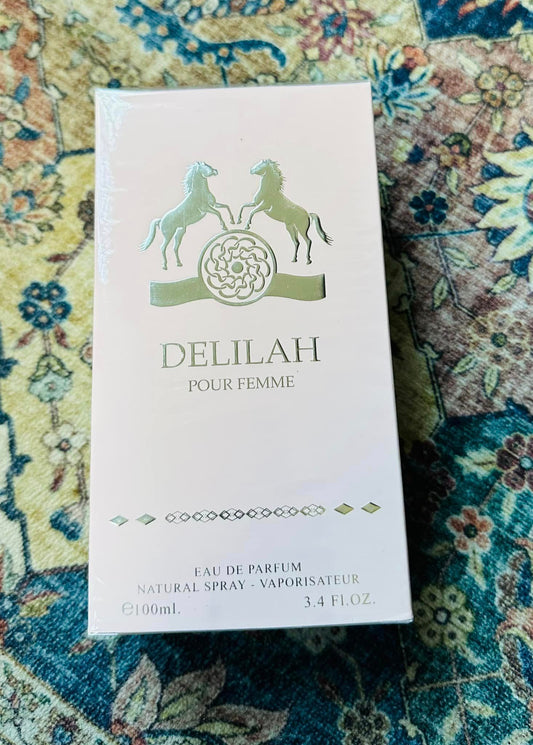 DELILAH
POUR FEMME
EAU DE PARFUM
NATURAL SPRAY - VAPORISATEUR
℮100ml. 3.4 Fl.OZ.